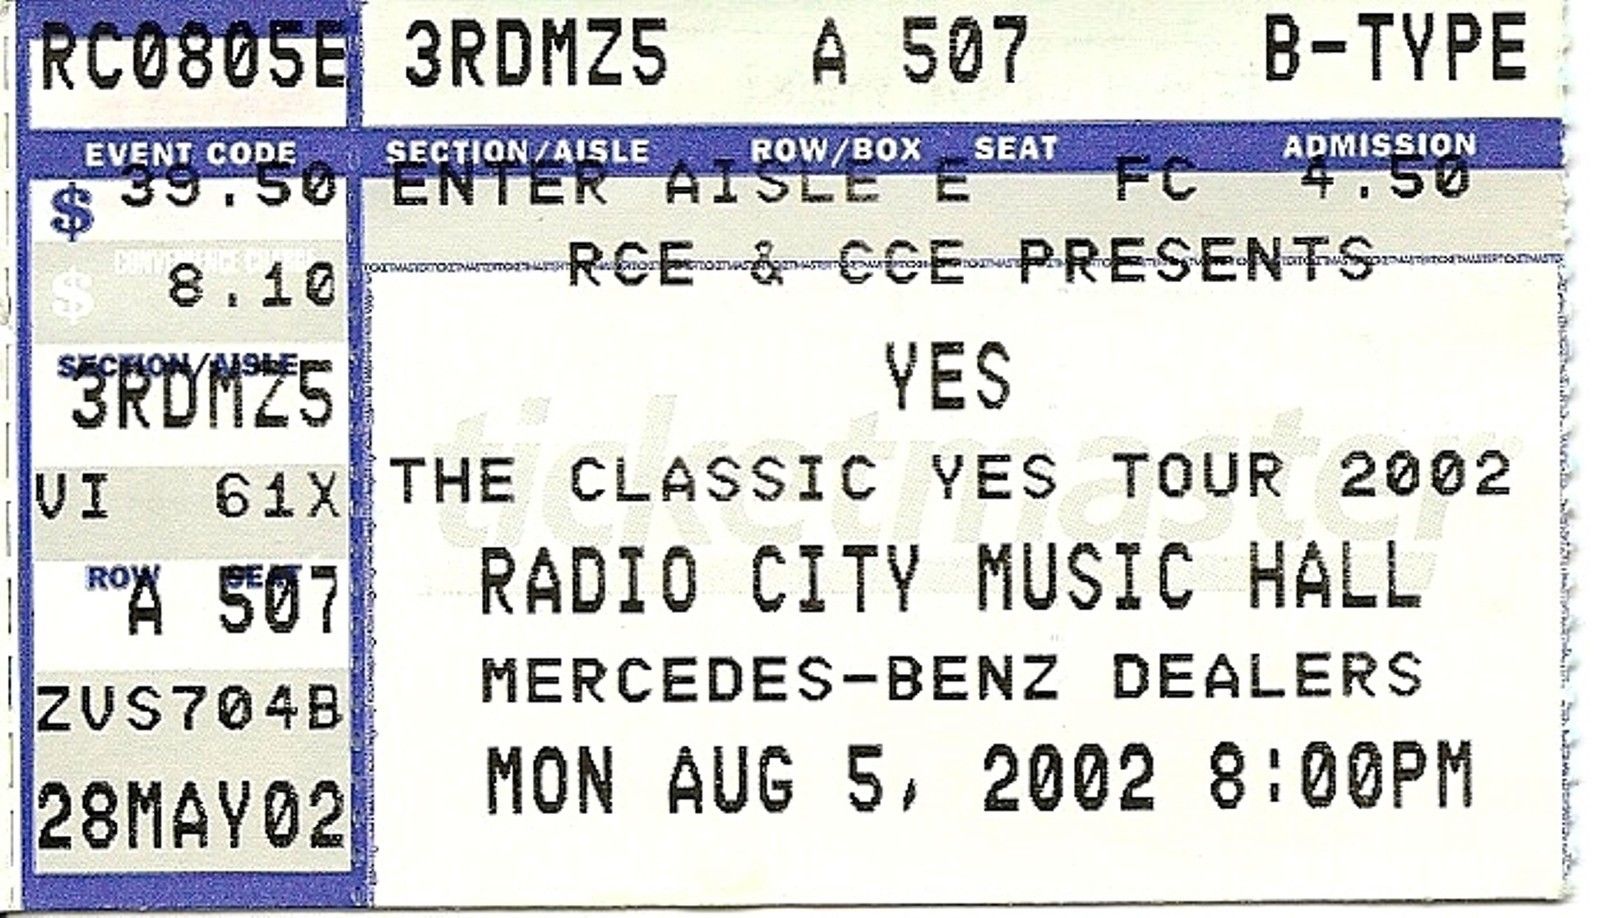 RC0805E 3RDMZ5 A 507 B-TYPE
EVENT CODE SECTION/AISLE ROW/BOX SEAT ADMISSION
$ 39.50 ENTER AISLE E FC 4.50
CONVENIENCE CHARGE
$ 8.10 RCE & CCE PRESENTS
SECTION/AISLE
3RDMZ5 YES
VI 61X THE CLASSIC YES TOUR 2002
ticketmaster
ROW SEAT
A 507 RADIO CITY MUSIC HALL
ZVS704B MERCEDES-BENZ DEALERS
28MAY02 MON AUG 5, 2002 8:00PM